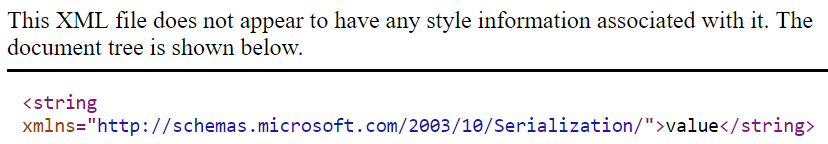 This XML file does not appear to have any style information associated with it. The
document tree is shown below.
<string
xmlns="http://schemas.microsoft.com/2003/10/Serialization/">value</string>